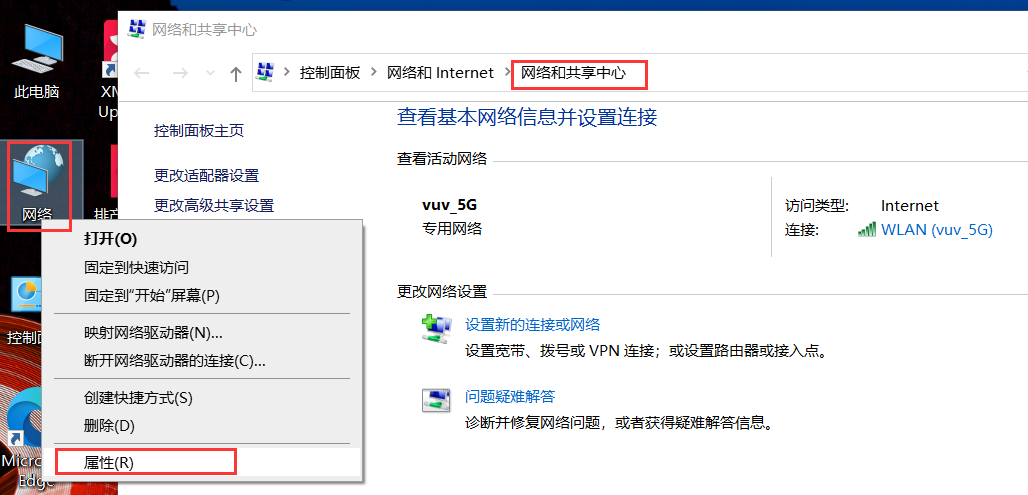 此电脑
XM
Up
网络
排产
控制面
Micro
Edge
网络和共享中心
控制面板
网络和 Internet
网络和共享中心
控制面板主页
更改适配器设置
更改高级共享设置
查看基本网络信息并设置连接
查看活动网络
vuv_5G
专用网络
访问类型:
Internet
连接:
WLAN (vuv_5G)
更改网络设置
设置新的连接或网络
设置宽带、拨号或 VPN 连接；或设置路由器或接入点。
问题疑难解答
诊断并修复网络问题，或者获得疑难解答信息。
打开(O)
固定到快速访问
固定到“开始”屏幕(P)
映射网络驱动器(N)...
断开网络驱动器的连接(C)...
创建快捷方式(S)
删除(D)
属性(R)